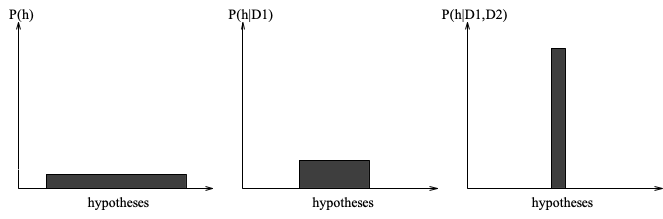 P(h)
P(h|D1)
P(h|D1,D2)
hypotheses
hypotheses
hypotheses